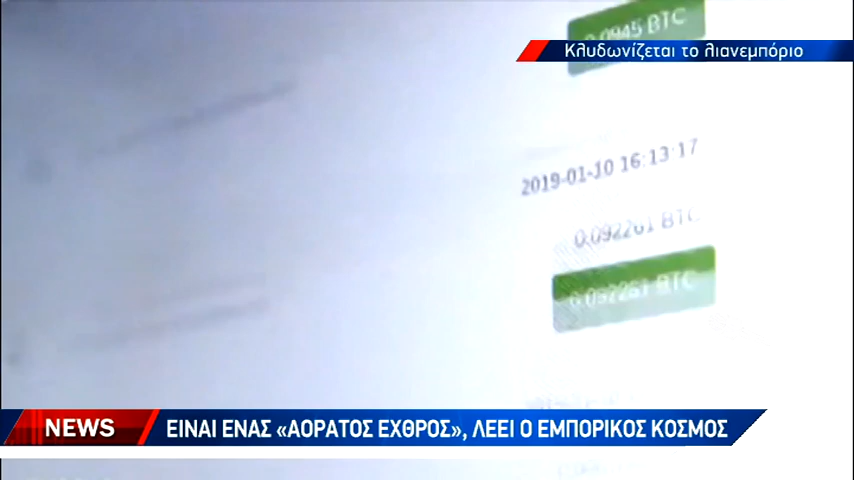 0.0945 BTC
Κλυδωνίζεται το λιανεμπόριο
2019-01-10 16:13:17
0.092261 BTC
0.092261 BTC
NEWS
ΕΙΝΑΙ ΕΝΑΣ «ΑΟΡΑΤΟΣ ΕΧΘΡΟΣ», ΛΕΕΙ Ο ΕΜΠΟΡΙΚΟΣ ΚΟΣΜΟΣ